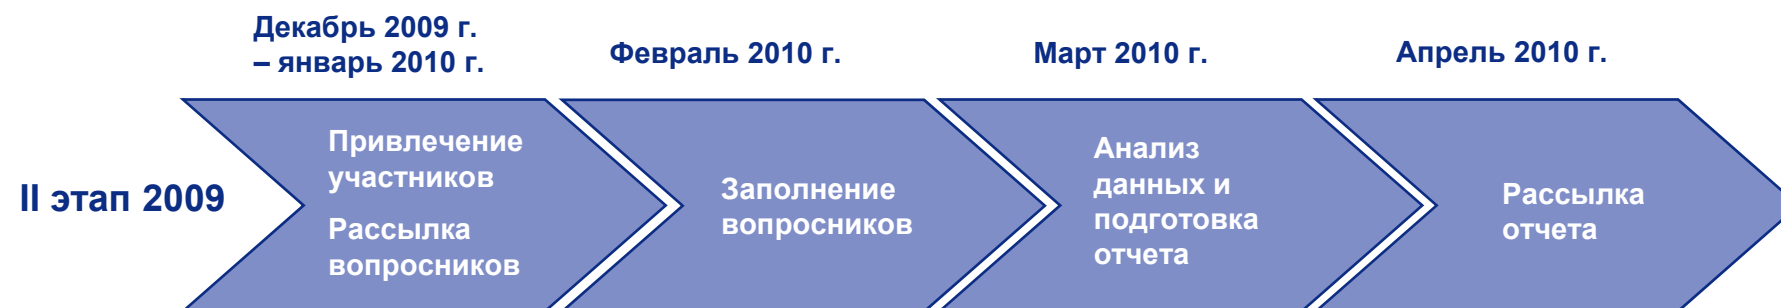 Декабрь 2009 г.
– январь 2010 г.
Февраль 2010 г.
Март 2010 г.
Апрель 2010 г.
II этап 2009
Привлечение
участников
Рассылка
вопросников
Заполнение
вопросников
Анализ
данных и
подготовка
отчета
Рассылка
отчета